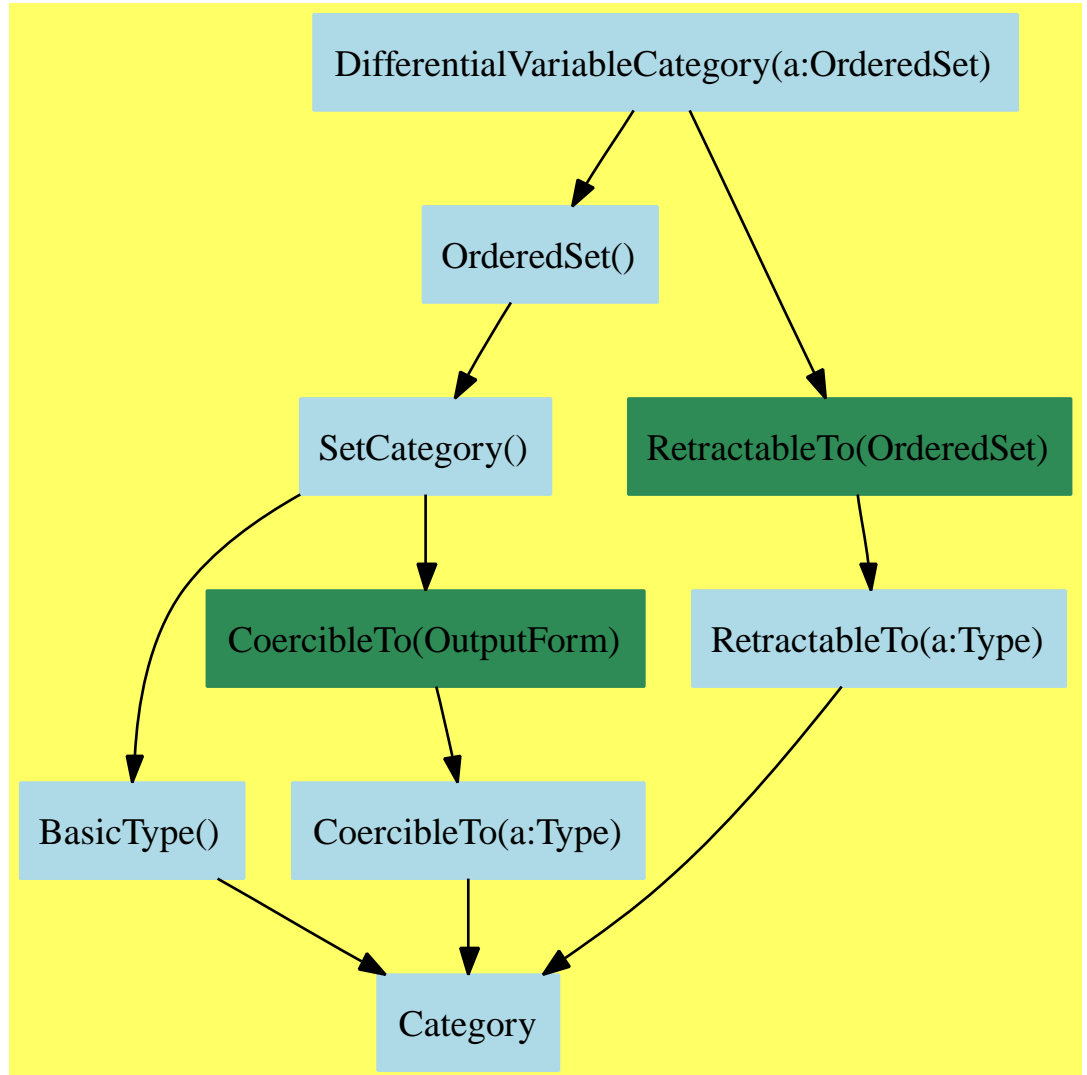 DifferentialVariableCategory(a:OrderedSet)
OrderedSet()
SetCategory()
RetractableTo(OrderedSet)
CoercibleTo(OutputForm)
RetractableTo(a:Type)
BasicType()
CoercibleTo(a:Type)
Category